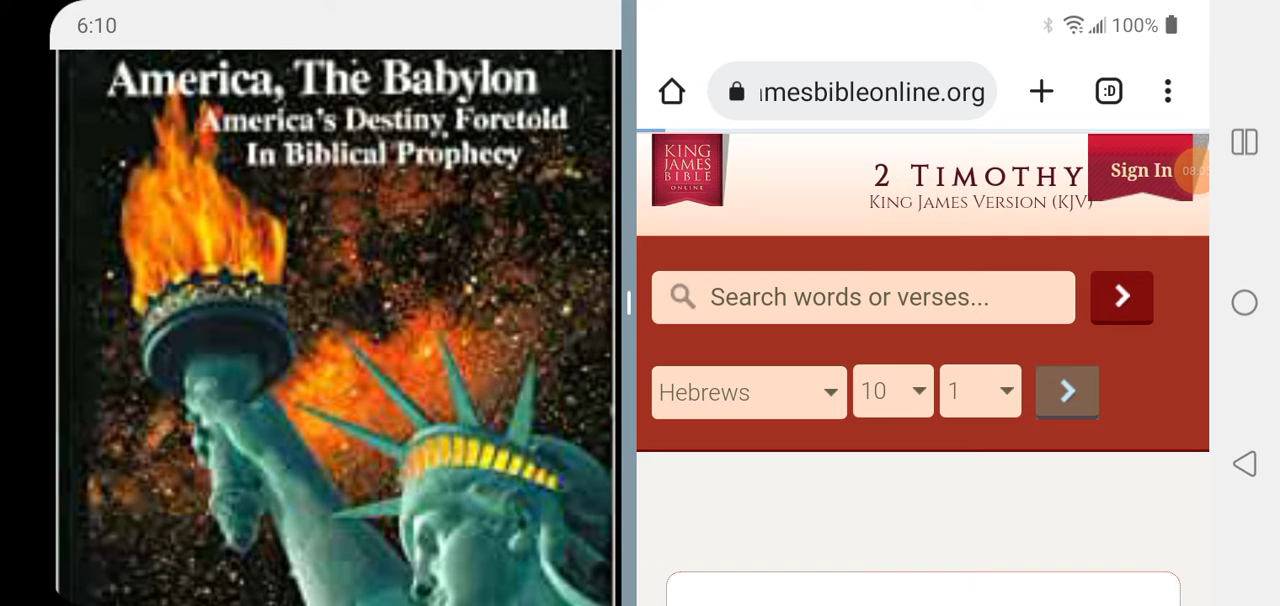 6:10
America, The Babylon
America's Destiny Foretold
In Biblical Prophecy
100%
mesbibleonline.org
:D
KING
JAMES
BIBLE
ONLINE
2 TIMOTHY
KING JAMES VERSION (KJV)
Sign In
Search words or verses...
Hebrews
10
1